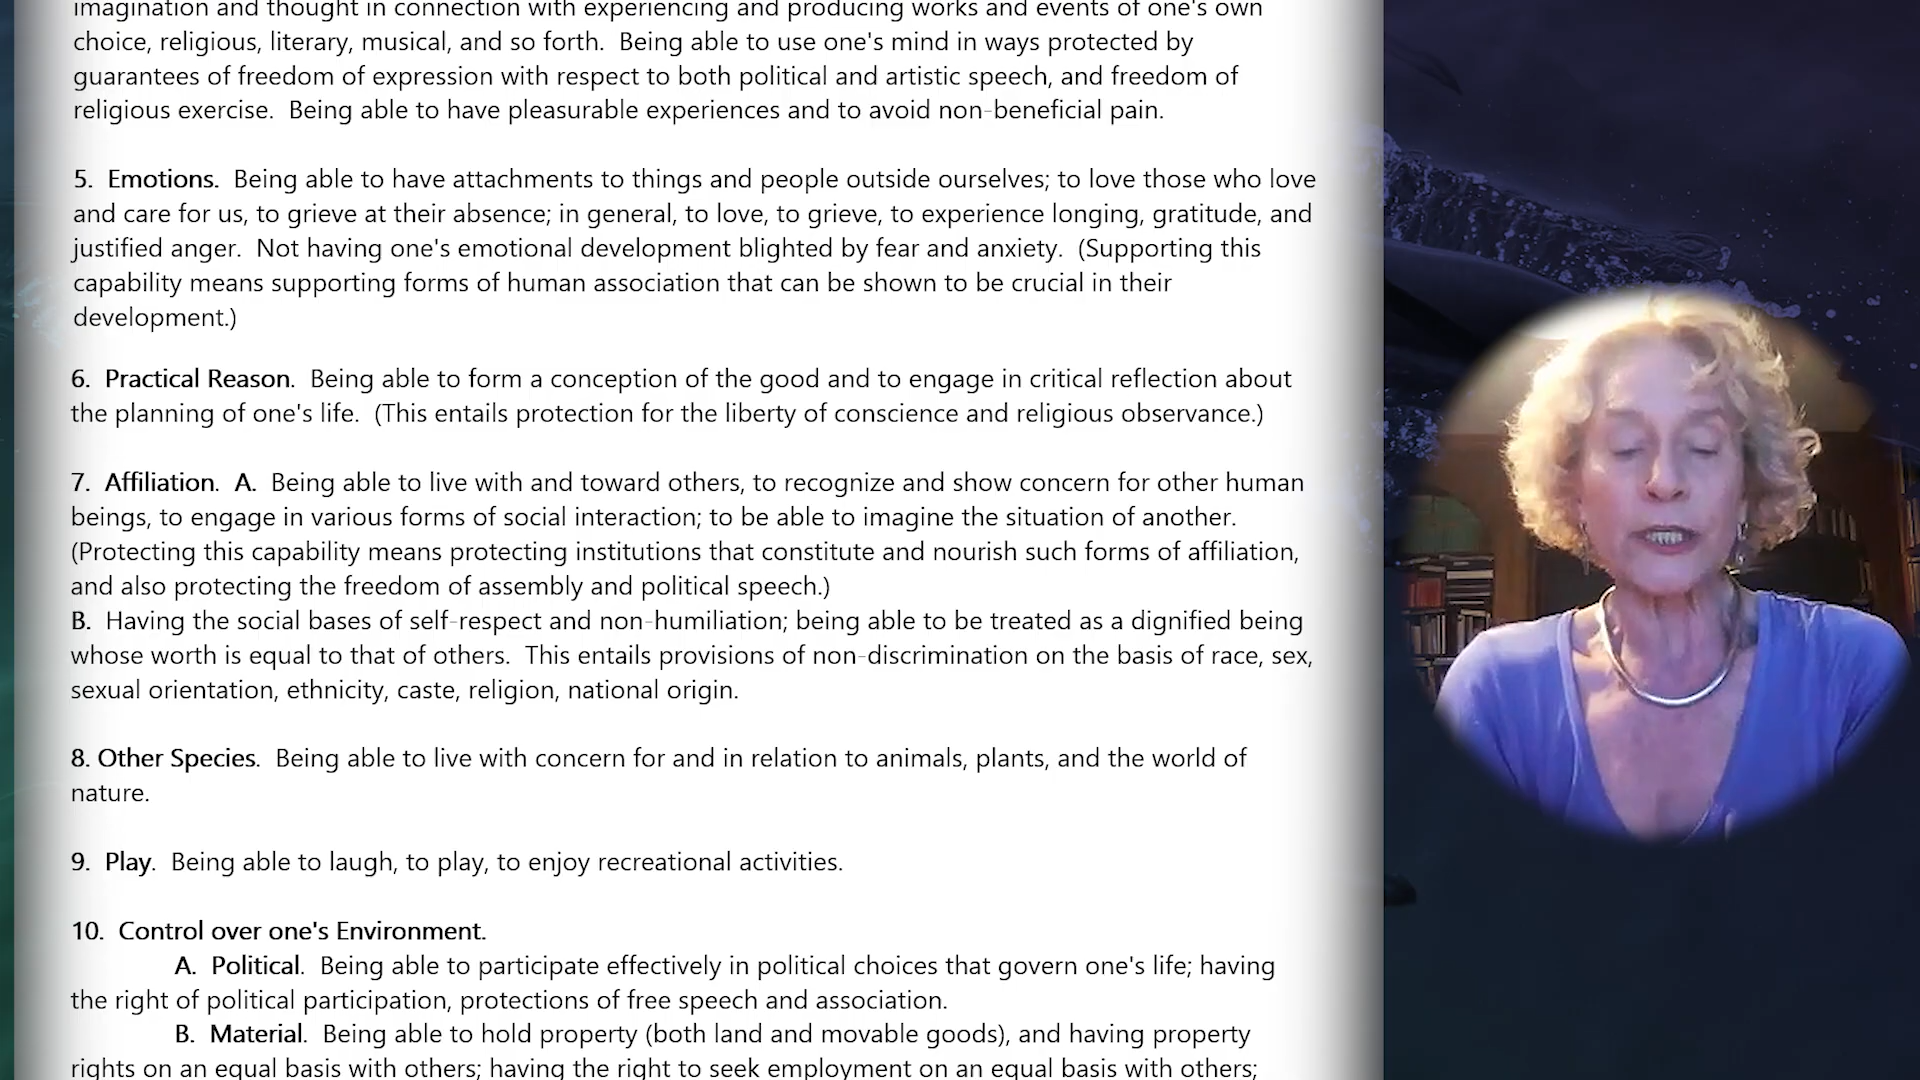 imagination and thought in connection with experiencing and producing works and events of one's own
choice, religious, literary, musical, and so forth. Being able to use one's mind in ways protected by
guarantees of freedom of expression with respect to both political and artistic speech, and freedom of
religious exercise. Being able to have pleasurable experiences and to avoid non-beneficial pain.
5. Emotions. Being able to have attachments to things and people outside ourselves; to love those who love
and care for us, to grieve at their absence; in general, to love, to grieve, to experience longing, gratitude, and
justified anger. Not having one's emotional development blighted by fear and anxiety. (Supporting this
capability means supporting forms of human association that can be shown to be crucial in their
development.)
6. Practical Reason. Being able to form a conception of the good and to engage in critical reflection about
the planning of one's life. (This entails protection for the liberty of conscience and religious observance.)
7. Affiliation. A. Being able to live with and toward others, to recognize and show concern for other human
beings, to engage in various forms of social interaction; to be able to imagine the situation of another.
(Protecting this capability means protecting institutions that constitute and nourish such forms of affiliation,
and also protecting the freedom of assembly and political speech.)
B. Having the social bases of self-respect and non-humiliation; being able to be treated as a dignified being
whose worth is equal to that of others. This entails provisions of non-discrimination on the basis of race, sex,
sexual orientation, ethnicity, caste, religion, national origin.
8. Other Species. Being able to live with concern for and in relation to animals, plants, and the world of
nature.
9. Play. Being able to laugh, to play, to enjoy recreational activities.
10. Control over one's Environment.
A. Political. Being able to participate effectively in political choices that govern one's life; having
the right of political participation, protections of free speech and association.
B. Material. Being able to hold property (both land and movable goods), and having property
rights on an equal basis with others; having the right to seek employment on an equal basis with others;